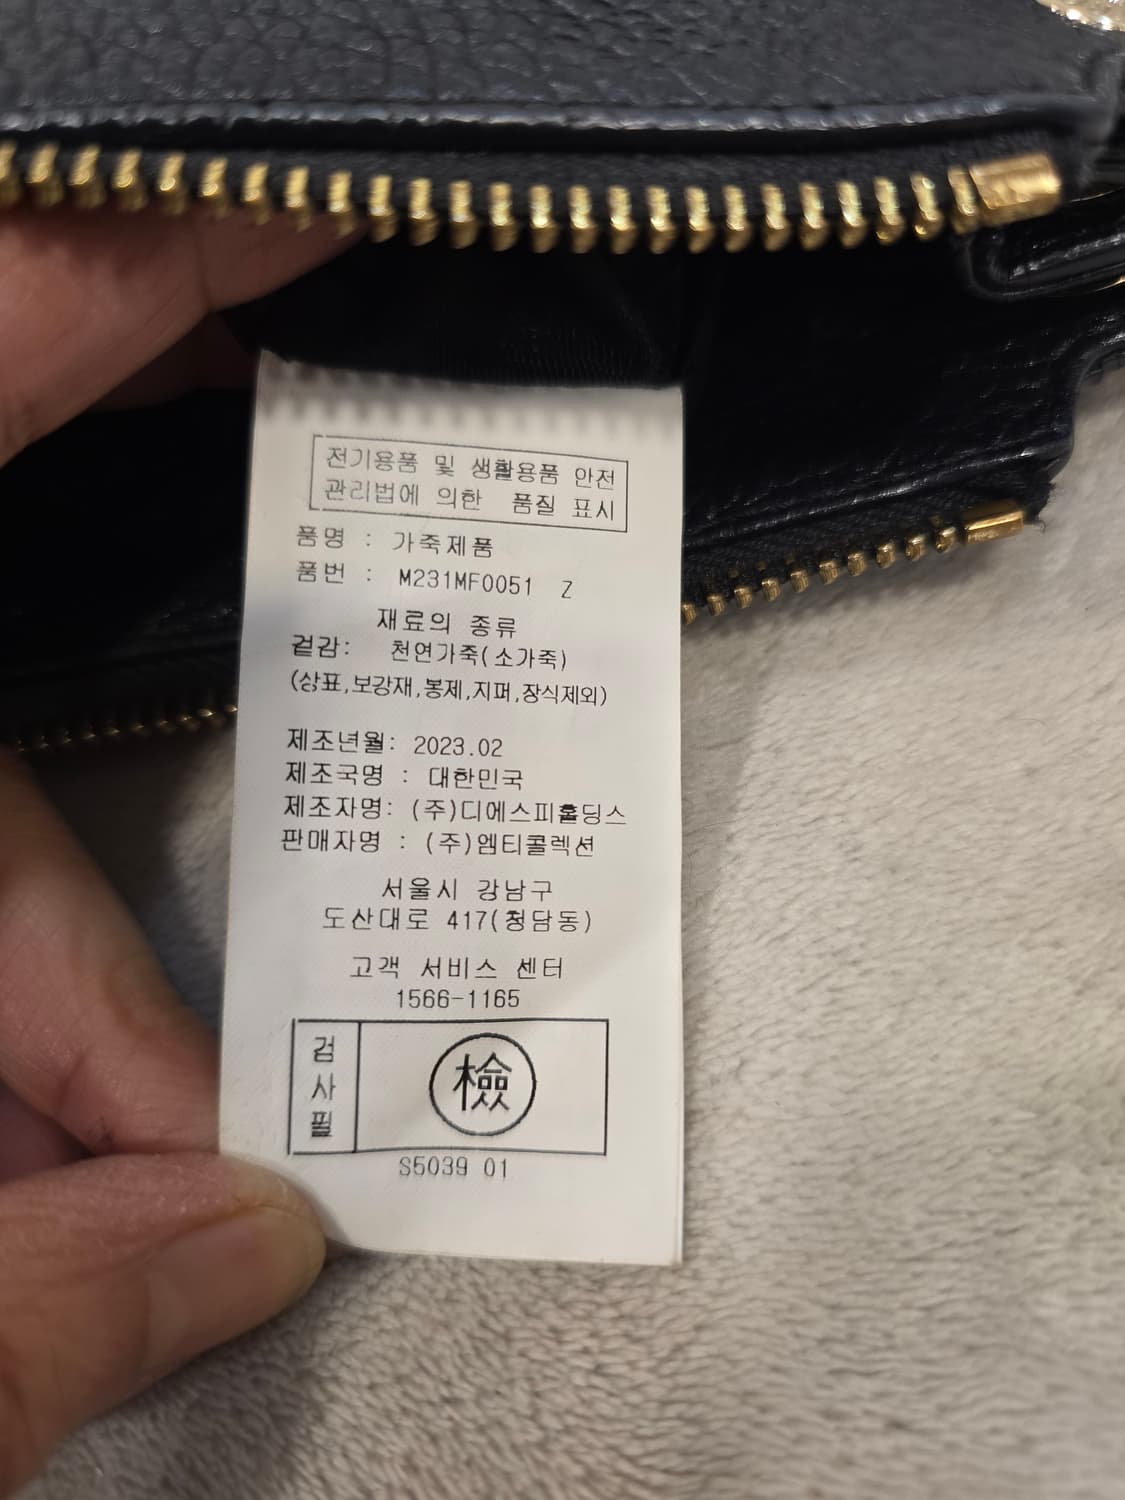 전기용품 및 생활용품 안전
관리법에 의한 품질 표시
품명 : 가죽제품
품번 : M231MF0051 Z
재료의 종류
겉감: 천연가죽(소가죽)
(상표,보강재,봉제,지퍼,장식제외)
제조년월: 2023.02
제조국명 : 대한민국
제조자명: (주)디에스피홀딩스
판매자명 : (주)엠티콜렉션
서울시 강남구
도산대로 417(청담동)
고객 서비스 센터
1566-1165
검사필
檢
S5039 01